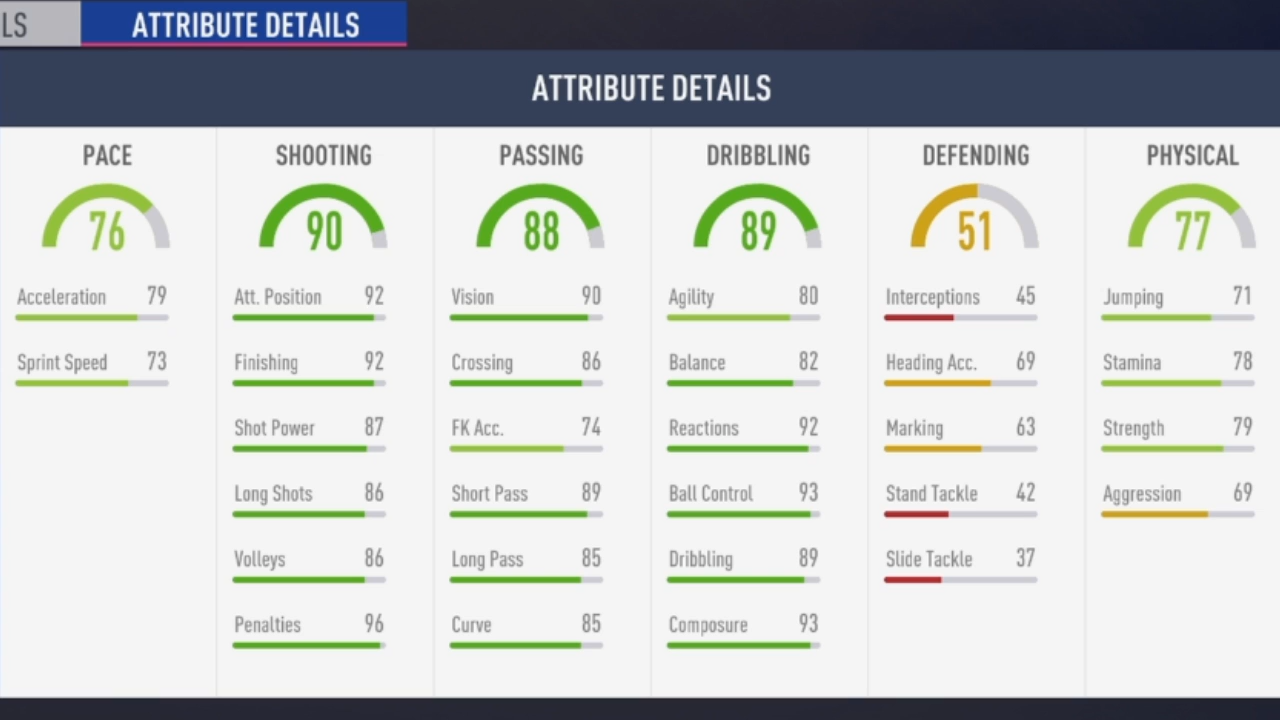 LS
ATTRIBUTE DETAILS
ATTRIBUTE DETAILS
PACE
76
Acceleration 79
Sprint Speed 73
SHOOTING
90
Att. Position 92
Finishing 92
Shot Power 87
Long Shots 86
Volleys 86
Penalties 96
PASSING
88
Vision 90
Crossing 86
FK Acc. 74
Short Pass 89
Long Pass 85
Curve 85
DRIBBLING
89
Agility 80
Balance 82
Reactions 92
Ball Control 93
Dribbling 89
Composure 93
DEFENDING
51
Interceptions 45
Heading Acc. 69
Marking 63
Stand Tackle 42
Slide Tackle 37
PHYSICAL
77
Jumping 71
Stamina 78
Strength 79
Aggression 69